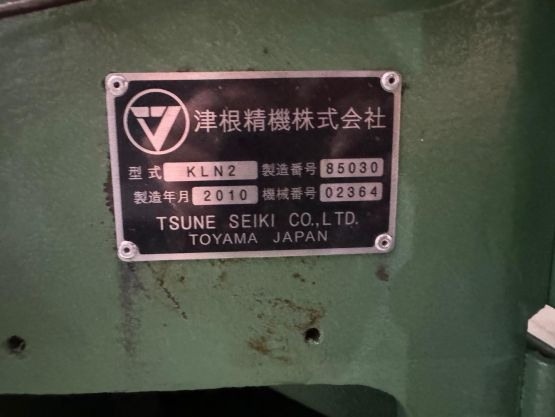 津根精機株式会社
型式 KLN2 製造番号 85030
製造年月 2010 機械番号 02364
TSUNE SEIKI CO.,LTD.
TOYAMA JAPAN